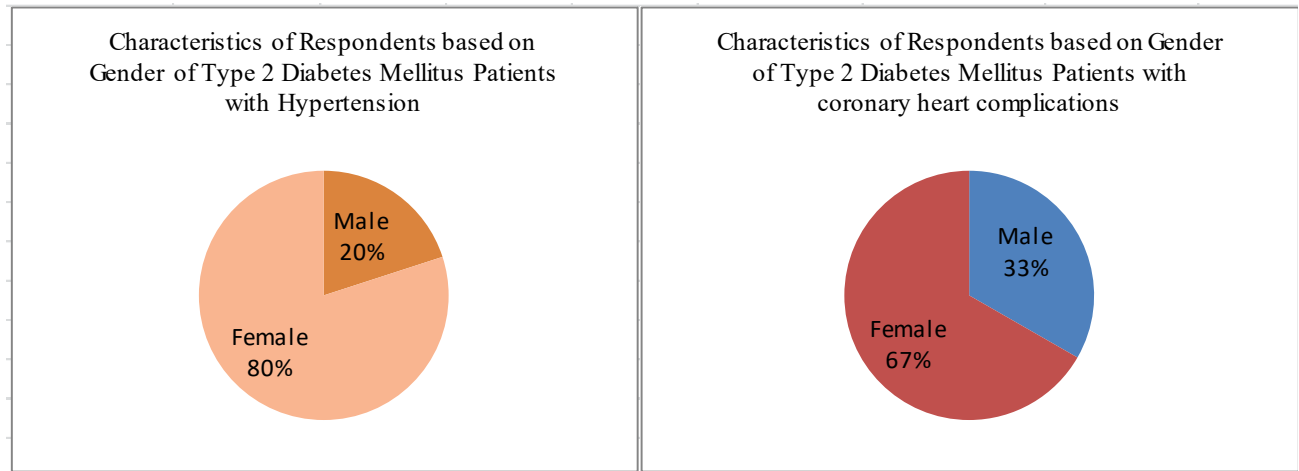 Characteristics of Respondents based on
Gender of Type 2 Diabetes Mellitus Patients
with Hypertension
Male
20%
Female
80%
Characteristics of Respondents based on Gender
of Type 2 Diabetes Mellitus Patients with
coronary heart complications
Male
33%
Female
67%